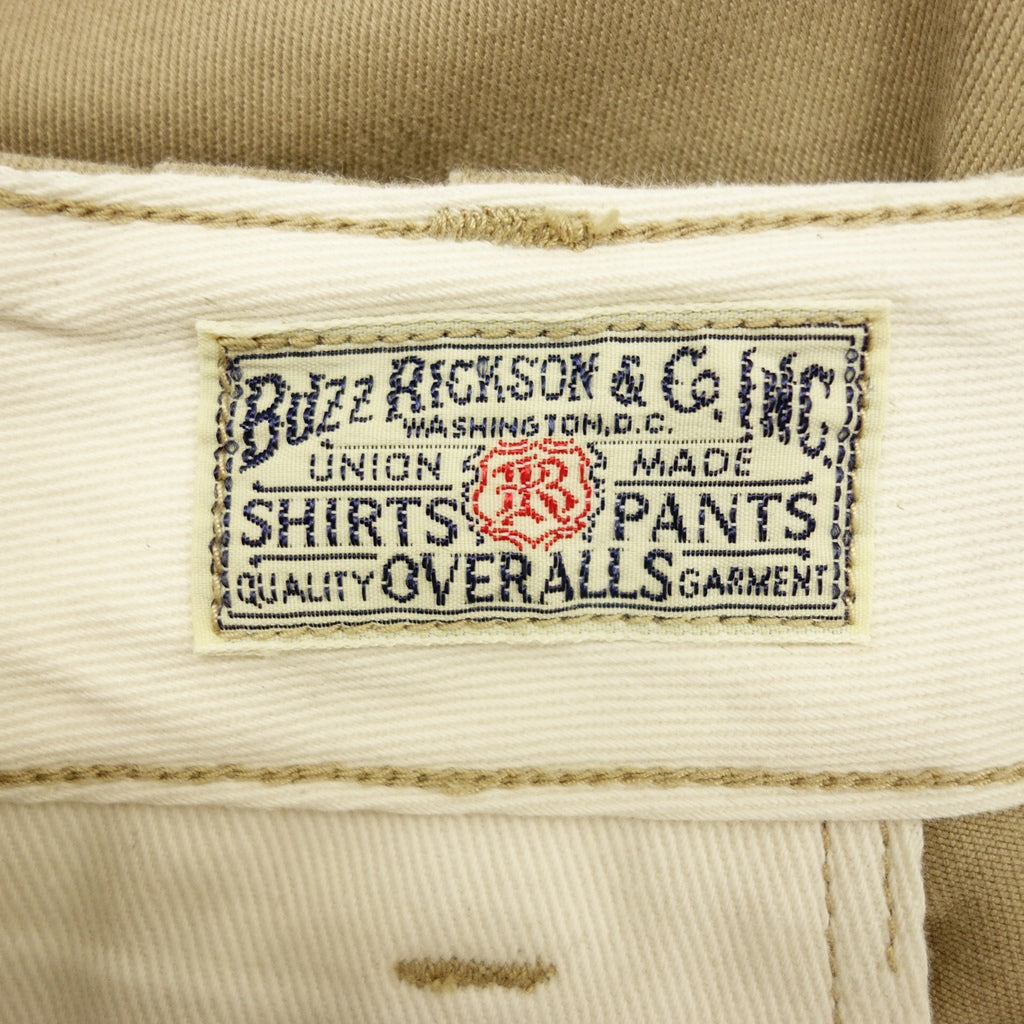 BUZZ RICKSON & CO, INC.
WASHINGTON, D.C.
UNION MADE
SHIRTS BR PANTS
QUALITY OVERALLS GARMENT